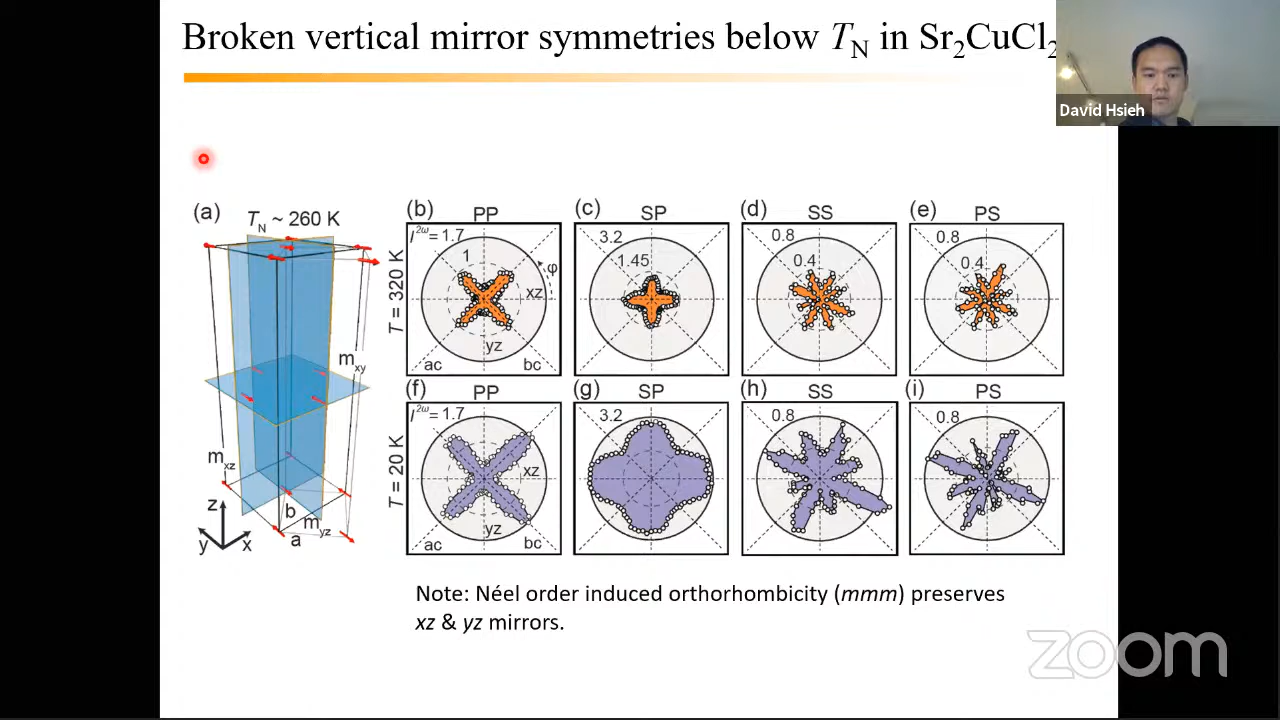 Broken vertical mirror symmetries below T_N in Sr₂CuCl₂
David Hsieh
(a)
T_N ~ 260 K
m_xy
m_xz
m_yz
z
y
x
b
a
T = 320 K
(b) PP
I^2ω = 1.7
1
φ
xz
yz
ac
bc
(c) SP
3.2
1.45
(d) SS
0.8
0.4
(e) PS
0.8
0.4
T = 20 K
(f) PP
I^2ω = 1.7
xz
yz
ac
bc
(g) SP
3.2
(h) SS
0.8
(i) PS
0.8
Note: Néel order induced orthorhombicity (mmm) preserves
xz & yz mirrors.
zoom